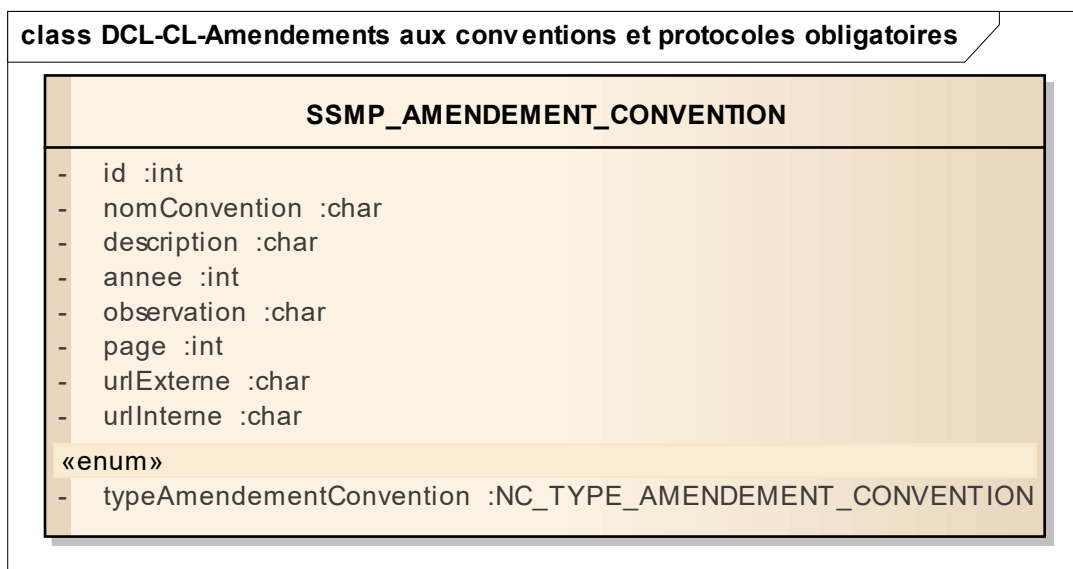 class DCL-CL-Amendements aux conventions et protocoles obligatoires
SSMP_AMENDEMENT_CONVENTION
- id :int
- nomConvention :char
- description :char
- annee :int
- observation :char
- page :int
- urlExterne :char
- urlInterne :char
«enum»
- typeAmendementConvention :NC_TYPE_AMENDEMENT_CONVENTION